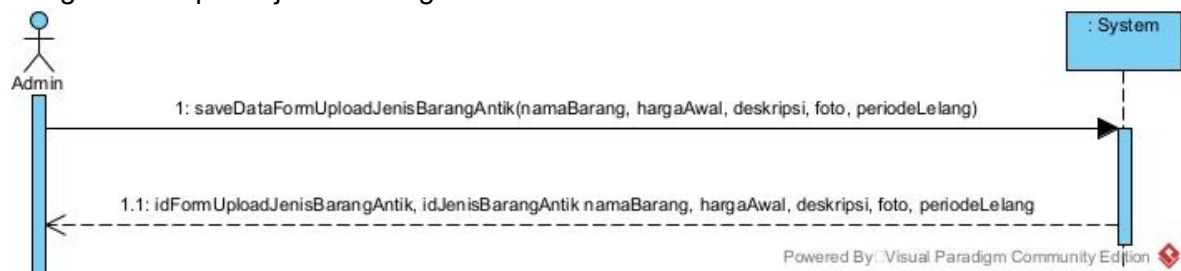 : System
Admin
1: saveDataFormUploadJenisBarangAntik(namaBarang, hargaAwal, deskripsi, foto, periodeLelang)
1.1: idFormUploadJenisBarangAntik, idJenisBarangAntik namaBarang, hargaAwal, deskripsi, foto, periodeLelang
Powered By Visual Paradigm Community Edition